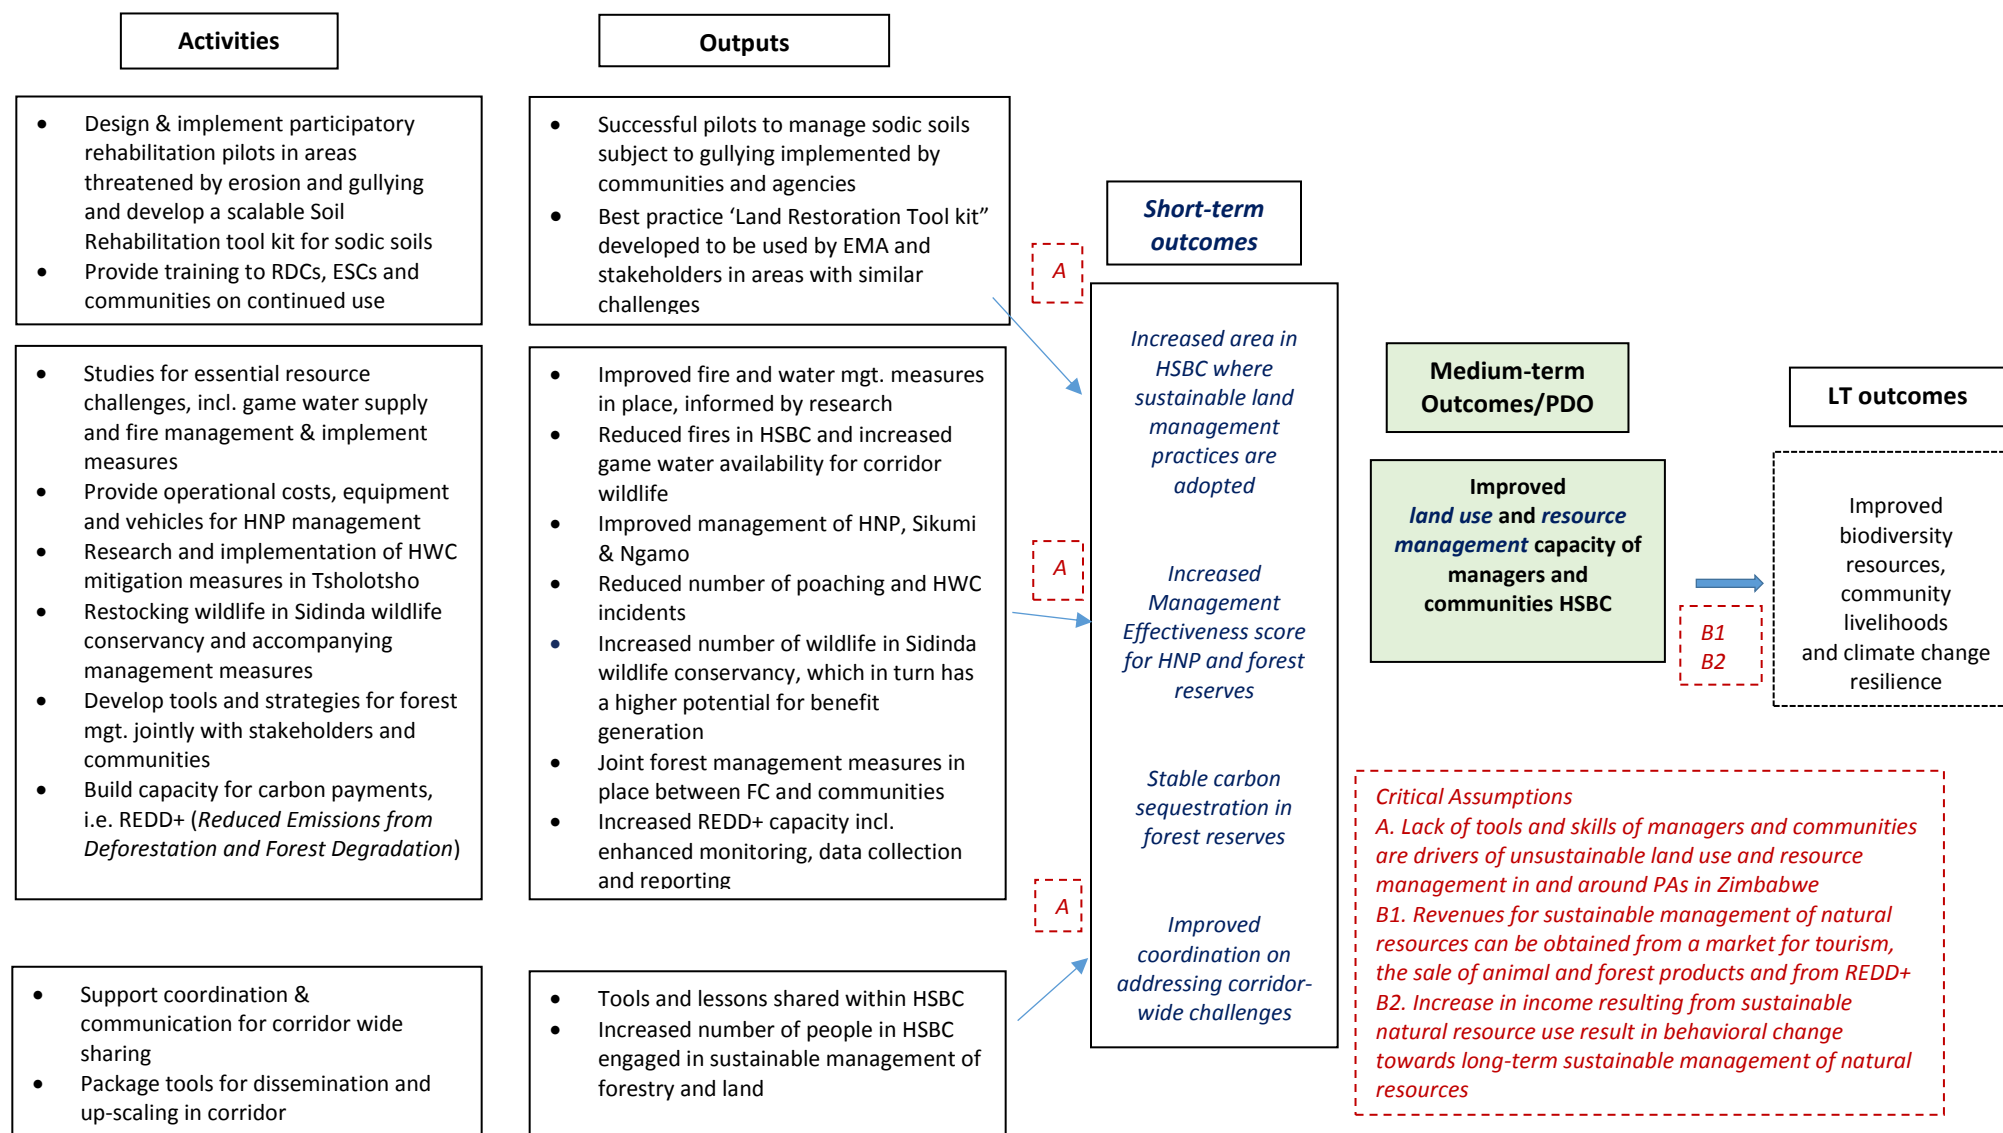 Activities
Outputs
• Design & implement participatory
rehabilitation pilots in areas
threatened by erosion and gullying
and develop a scalable Soil
Rehabilitation tool kit for sodic soils
• Provide training to RDCs, ESCs and
communities on continued use
• Successful pilots to manage sodic soils
subject to gullying implemented by
communities and agencies
• Best practice ‘Land Restoration Tool kit”
developed to be used by EMA and
stakeholders in areas with similar
challenges
A
Short-term
outcomes
• Studies for essential resource
challenges, incl. game water supply
and fire management & implement
measures
• Provide operational costs, equipment
and vehicles for HNP management
• Research and implementation of HWC
mitigation measures in Tsholotsho
• Restocking wildlife in Sidinda wildlife
conservancy and accompanying
management measures
• Develop tools and strategies for forest
mgt. jointly with stakeholders and
communities
• Build capacity for carbon payments,
i.e. REDD+ (Reduced Emissions from
Deforestation and Forest Degradation)
• Improved fire and water mgt. measures
in place, informed by research
• Reduced fires in HSBC and increased
game water availability for corridor
wildlife
• Improved management of HNP, Sikumi
& Ngamo
• Reduced number of poaching and HWC
incidents
• Increased number of wildlife in Sidinda
wildlife conservancy, which in turn has
a higher potential for benefit
generation
• Joint forest management measures in
place between FC and communities
• Increased REDD+ capacity incl.
enhanced monitoring, data collection
and reporting
A
A
• Support coordination &
communication for corridor wide
sharing
• Package tools for dissemination and
up-scaling in corridor
• Tools and lessons shared within HSBC
• Increased number of people in HSBC
engaged in sustainable management of
forestry and land
Increased area in
HSBC where
sustainable land
management
practices are
adopted
Increased
Management
Effectiveness score
for HNP and forest
reserves
Stable carbon
sequestration in
forest reserves
Improved
coordination on
addressing corridor-
wide challenges
Medium-term
Outcomes/PDO
Improved
land use and resource
management capacity of
managers and
communities HSBC
B1
B2
LT outcomes
Improved
biodiversity
resources,
community
livelihoods
and climate change
resilience
Critical Assumptions
A. Lack of tools and skills of managers and communities
are drivers of unsustainable land use and resource
management in and around PAs in Zimbabwe
B1. Revenues for sustainable management of natural
resources can be obtained from a market for tourism,
the sale of animal and forest products and from REDD+
B2. Increase in income resulting from sustainable
natural resource use result in behavioral change
towards long-term sustainable management of natural
resources